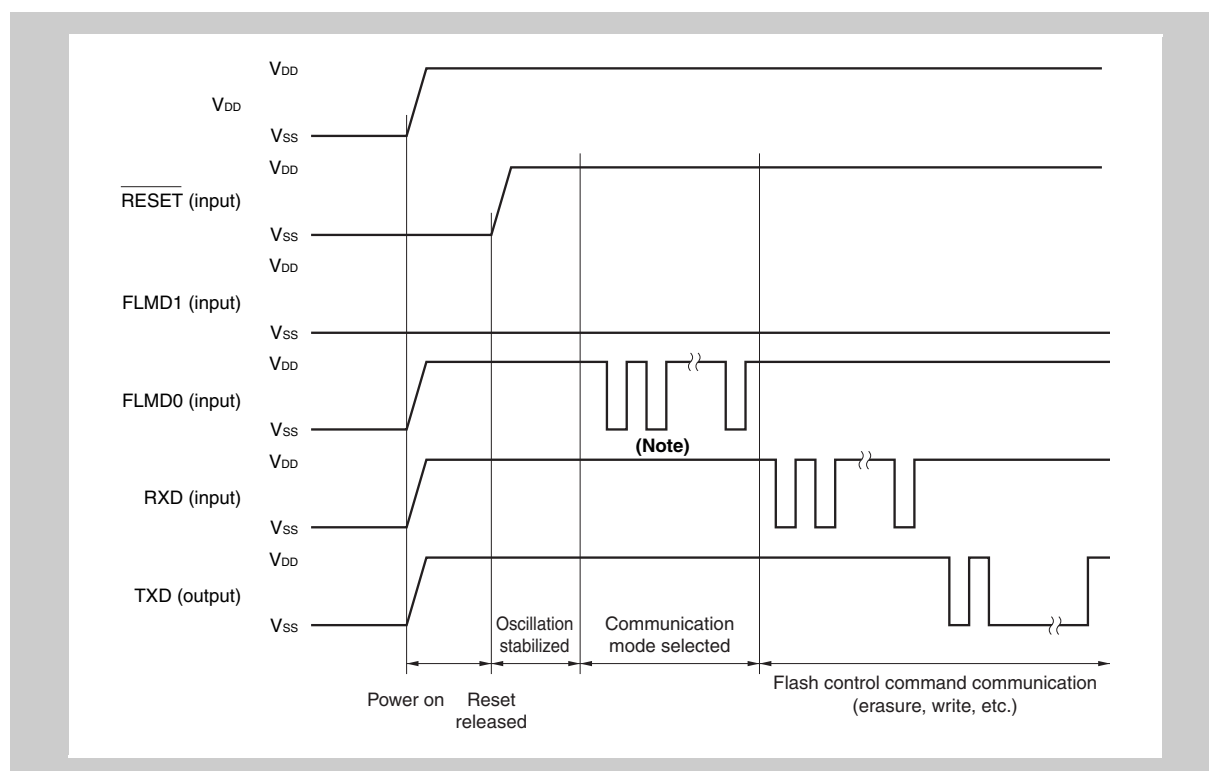 VDD
VDD
VSS
VDD
RESET (input)
VSS
VDD
FLMD1 (input)
VSS
VDD
FLMD0 (input)
VSS
(Note)
VDD
RXD (input)
VSS
VDD
TXD (output)
VSS
Oscillation
stabilized
Communication
mode selected
Power on
Reset
released
Flash control command communication
(erasure, write, etc.)